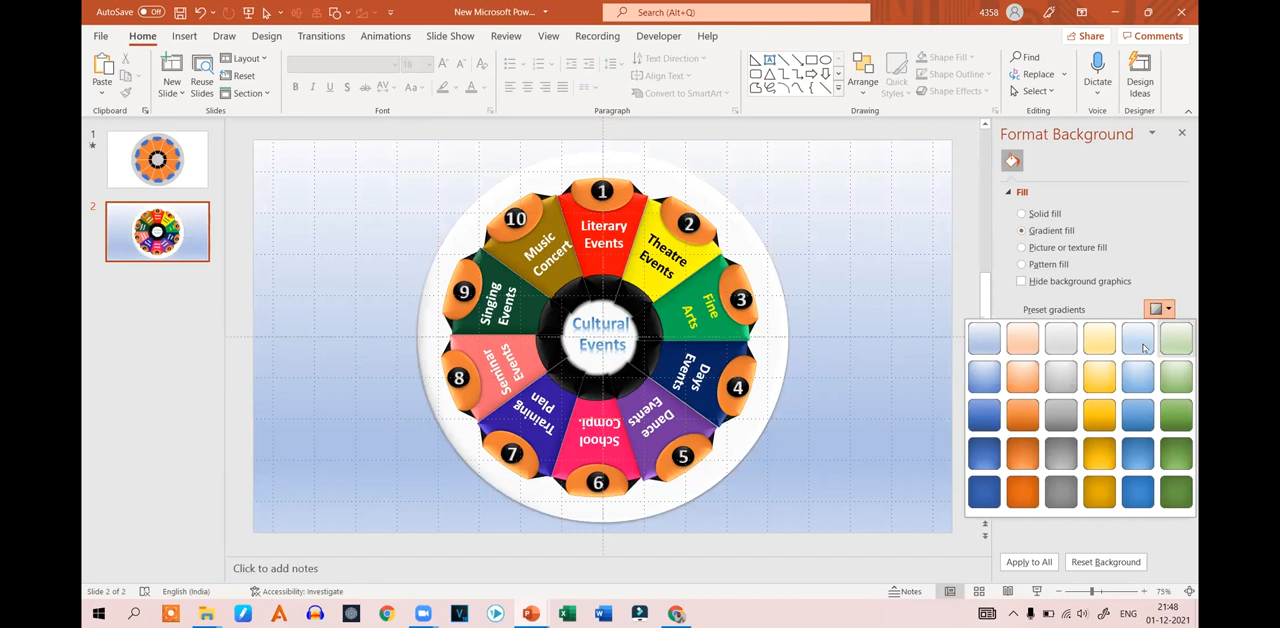 AutoSave Off
New Microsoft Pow...
Search (Alt+Q)
4358
File Home Insert Draw Design Transitions Animations Slide Show Review View Recording Developer Help
Share
Comments
Paste
New
Slide
Reuse
Slides
Layout
Reset
Section
18
B I U S ab AV Aa A
Text Direction
Align Text
Convert to SmartArt
Arrange
Quick
Styles
Shape Fill
Shape Outline
Shape Effects
Find
Replace
Select
Dictate
Design
Ideas
Clipboard
Slides
Font
Paragraph
Drawing
Editing
Voice
Designer
1
2
1
Literary
Events
2
Theatre
Events
3
Fine
Arts
4
Days
Events
5
Dance
Events
6
School
Compi.
7
Training
Plan
8
Seminar
Events
9
Singing
Events
10
Music
Concert
Cultural
Events
Format Background
Fill
Solid fill
Gradient fill
Picture or texture fill
Pattern fill
Hide background graphics
Preset gradients
Apply to All
Reset Background
Click to add notes
Slide 2 of 2
English (India)
Accessibility: Investigate
Notes
75%
ENG
21:48
01-12-2021